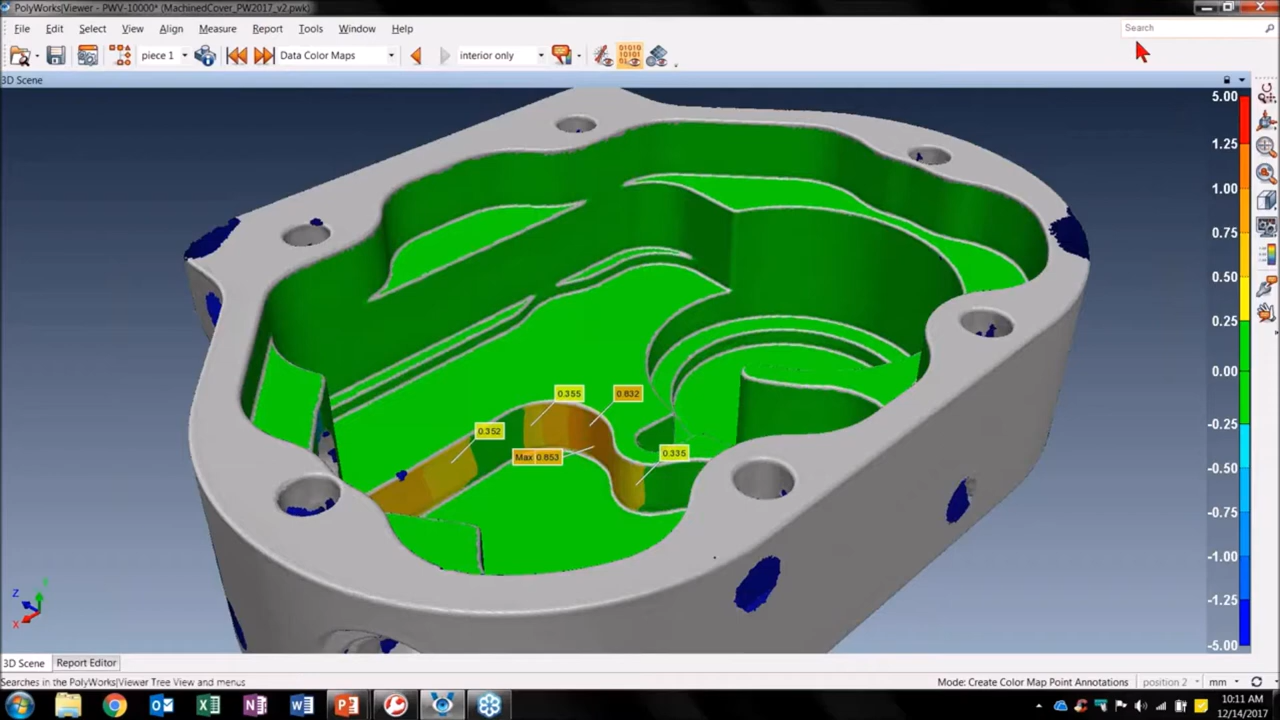 PolyWorks|Viewer - PWV-10000* (MachinedCover_PW2017_v2.pwk)
File Edit Select View Align Measure Report Tools Window Help
Search
piece 1
Data Color Maps
interior only
3D Scene
5.00
1.25
1.00
0.75
0.50
0.25
0.00
-0.25
-0.50
-0.75
-1.00
-1.25
-5.00
0.355
0.832
0.352
Max 0.853
0.335
Z
X
3D Scene Report Editor
Searches in the PolyWorks|Viewer Tree View and menus
Mode: Create Color Map Point Annotations
position 2
mm
10:11 AM
12/14/2017